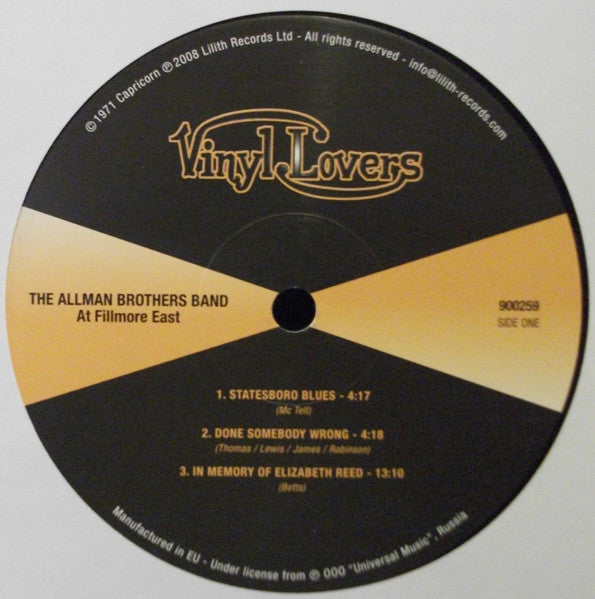 ©1971 Capricorn ℗2008 Lilith Records Ltd - All rights reserved - info@lilith-records.com
Vinyl Lovers
THE ALLMAN BROTHERS BAND
At Fillmore East
900259
SIDE ONE
1. STATESBORO BLUES - 4:17
(Mc Tell)
2. DONE SOMEBODY WRONG - 4:18
(Thomas / Lewis / James / Robinson)
3. IN MEMORY OF ELIZABETH REED - 13:10
(Betts)
Manufactured in EU - Under license from ℗ OOO "Universal Music", Russia